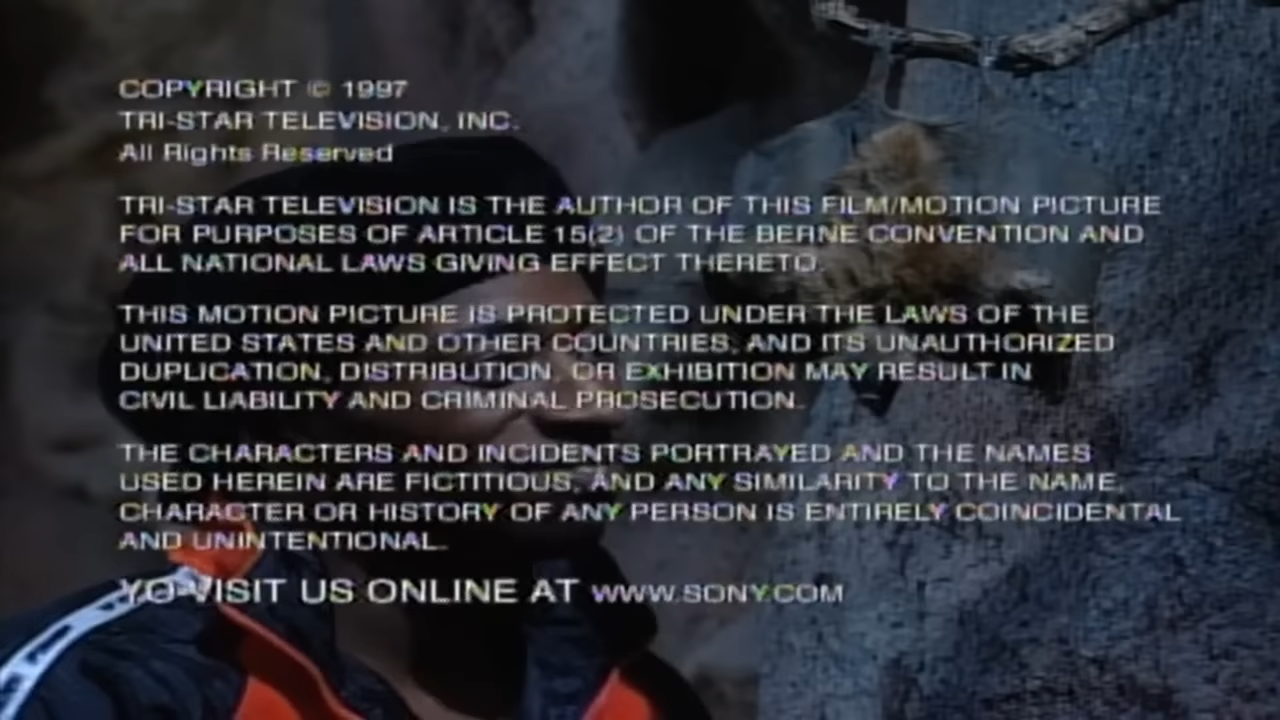 COPYRIGHT © 1997
TRI-STAR TELEVISION, INC.
All Rights Reserved
TRI-STAR TELEVISION IS THE AUTHOR OF THIS FILM/MOTION PICTURE
FOR PURPOSES OF ARTICLE 15(2) OF THE BERNE CONVENTION AND
ALL NATIONAL LAWS GIVING EFFECT THERETO.
THIS MOTION PICTURE IS PROTECTED UNDER THE LAWS OF THE
UNITED STATES AND OTHER COUNTRIES, AND ITS UNAUTHORIZED
DUPLICATION, DISTRIBUTION, OR EXHIBITION MAY RESULT IN
CIVIL LIABILITY AND CRIMINAL PROSECUTION.
THE CHARACTERS AND INCIDENTS PORTRAYED AND THE NAMES
USED HEREIN ARE FICTITIOUS, AND ANY SIMILARITY TO THE NAME,
CHARACTER OR HISTORY OF ANY PERSON IS ENTIRELY COINCIDENTAL
AND UNINTENTIONAL.
YO-VISIT US ONLINE AT WWW.SONY.COM